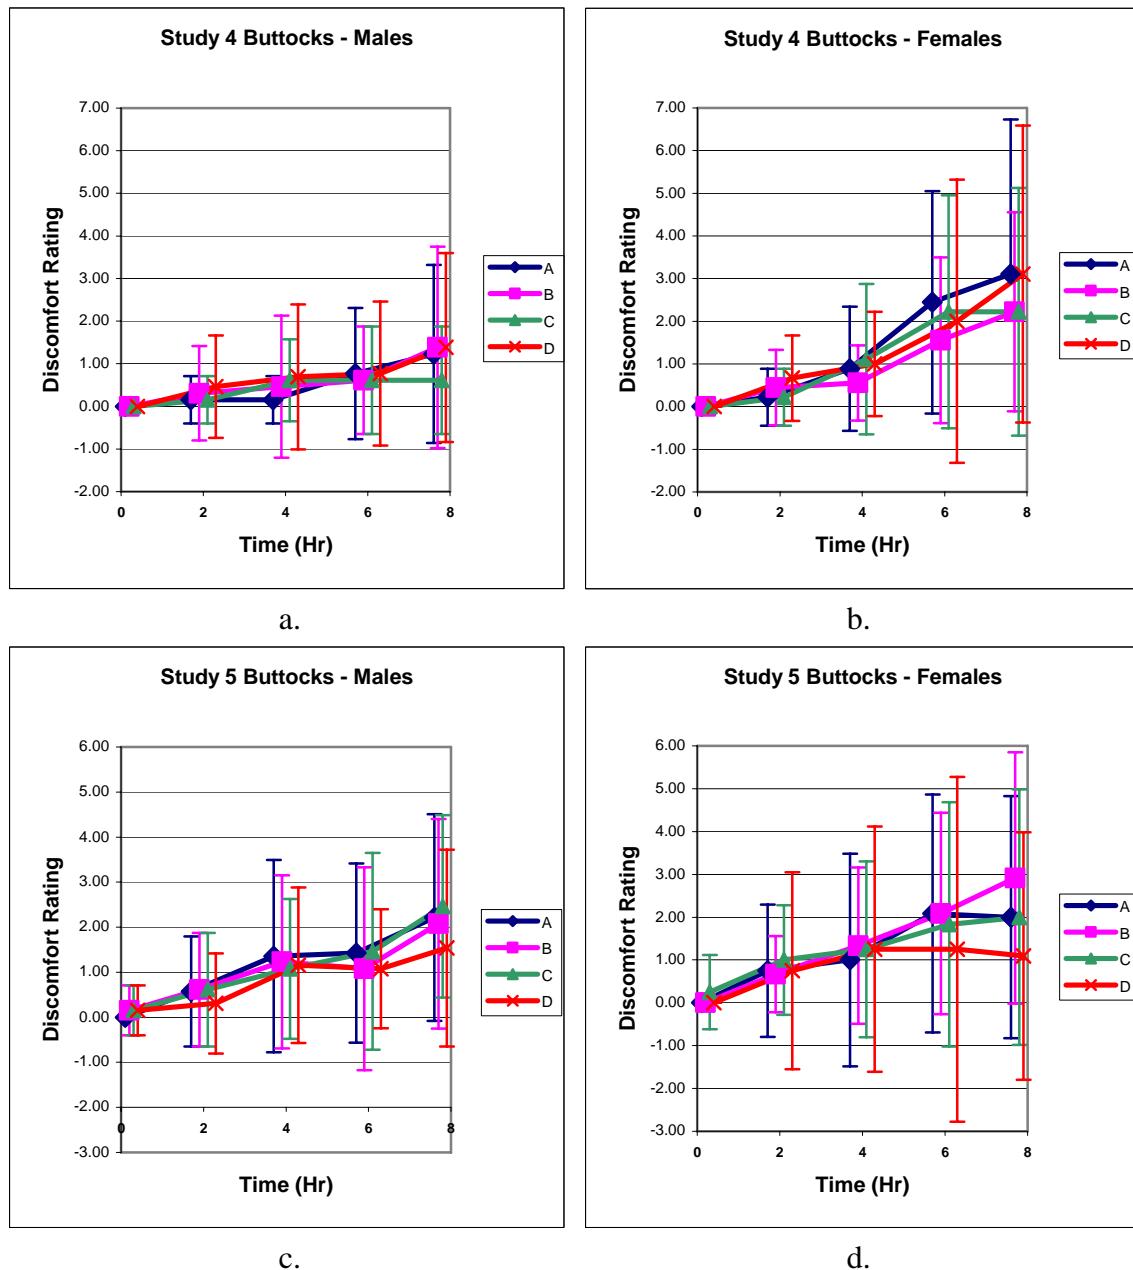 Study 4 Buttocks - Males
7.00
6.00
5.00
4.00
3.00
2.00
1.00
0.00
-1.00
-2.00
0 2 4 6 8
Discomfort Rating
Time (Hr)
A
B
C
D
a.
Study 4 Buttocks - Females
7.00
6.00
5.00
4.00
3.00
2.00
1.00
0.00
-1.00
-2.00
0 2 4 6 8
Discomfort Rating
Time (Hr)
A
B
C
D
b.
Study 5 Buttocks - Males
6.00
5.00
4.00
3.00
2.00
1.00
0.00
-1.00
-2.00
-3.00
0 2 4 6 8
Discomfort Rating
Time (Hr)
A
B
C
D
c.
Study 5 Buttocks - Females
6.00
5.00
4.00
3.00
2.00
1.00
0.00
-1.00
-2.00
-3.00
0 2 4 6 8
Discomfort Rating
Time (Hr)
A
B
C
D
d.